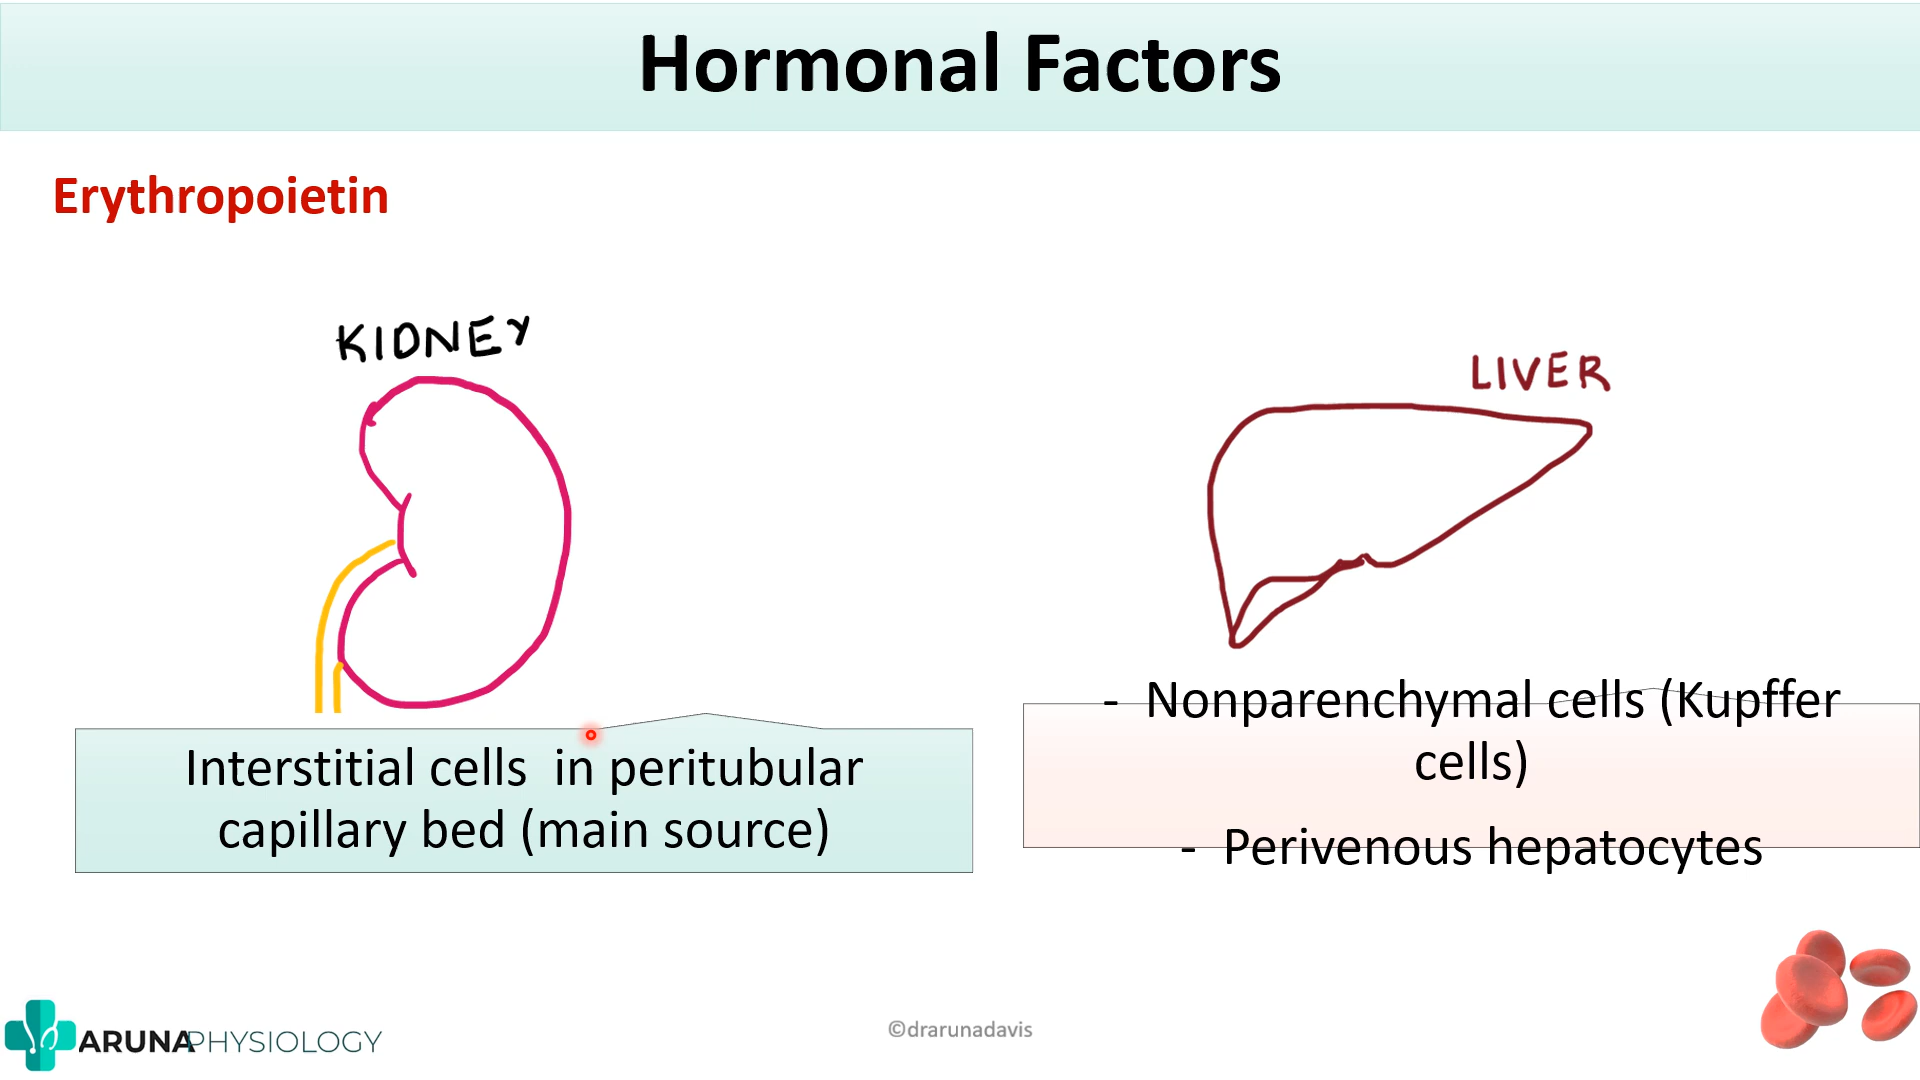 Hormonal Factors
Erythropoietin
KIDNEY
LIVER
Interstitial cells  in peritubular
capillary bed (main source)
- Nonparenchymal cells (Kupffer
cells)
- Perivenous hepatocytes
ARUNAPHYSIOLOGY
©drarunadavis